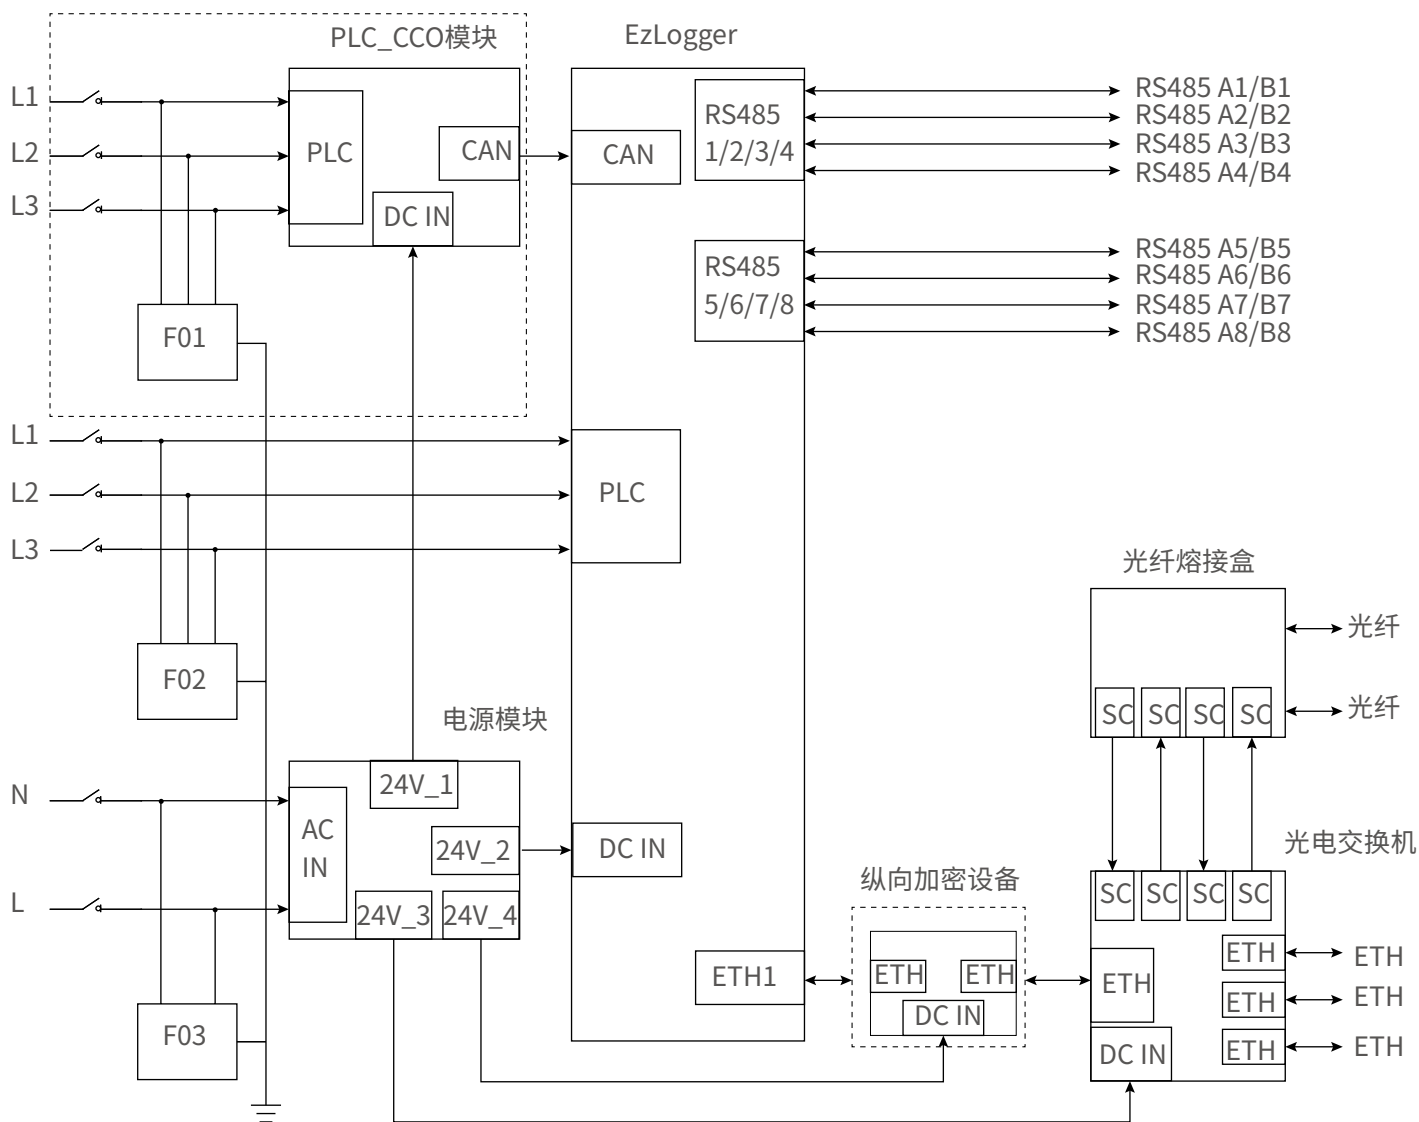 PLC_CCO模块
EzLogger
L1
L2
L3
PLC
CAN
DC IN
F01
CAN
RS485
1/2/3/4
RS485 A1/B1
RS485 A2/B2
RS485 A3/B3
RS485 A4/B4
RS485
5/6/7/8
RS485 A5/B5
RS485 A6/B6
RS485 A7/B7
RS485 A8/B8
L1
L2
L3
PLC
F02
光纤熔接盒
光纤
光纤
SC
SC
SC
SC
电源模块
N
L
AC
IN
24V_1
24V_2
24V_3
24V_4
F03
DC IN
ETH1
纵向加密设备
ETH
ETH
DC IN
光电交换机
SC
SC
SC
SC
ETH
DC IN
ETH
ETH
ETH
ETH
ETH
ETH